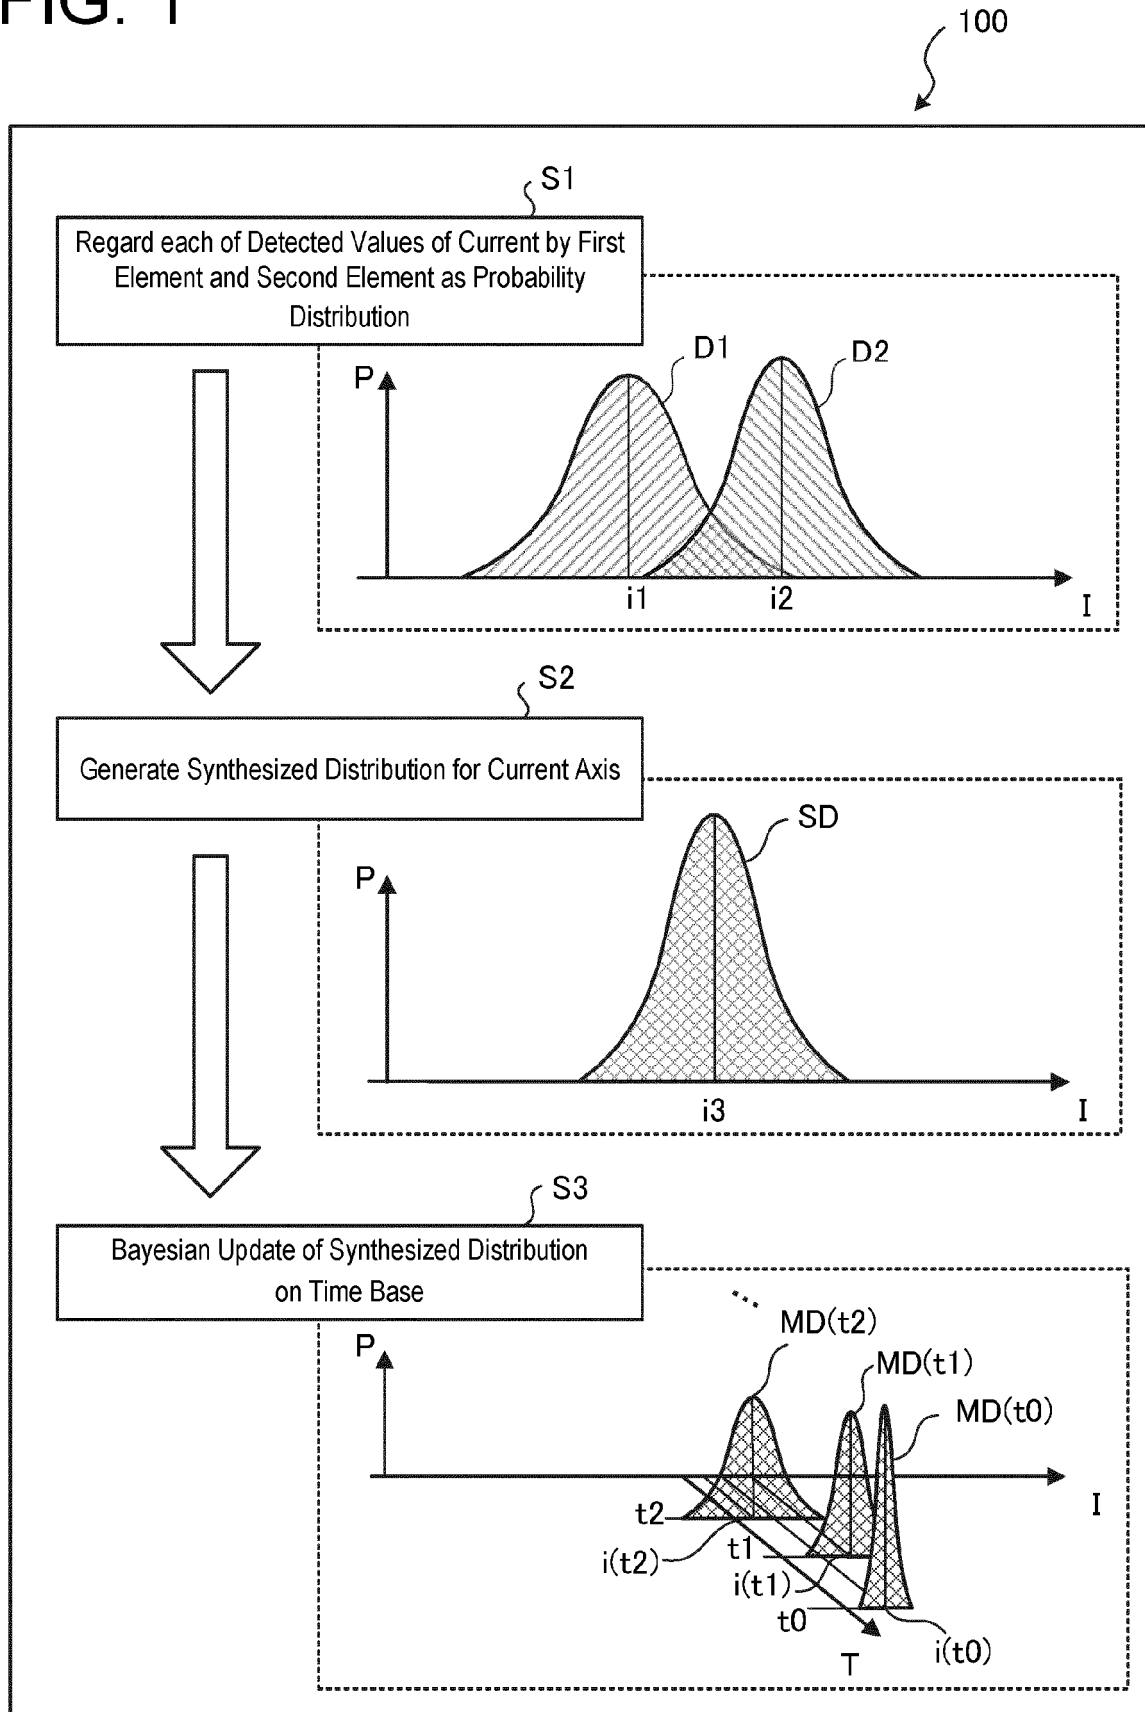 FIG. 1
100
S1
Regard each of Detected Values of Current by First
Element and Second Element as Probability
Distribution
D1
D2
P
i1
i2
I
S2
Generate Synthesized Distribution for Current Axis
SD
P
i3
I
S3
Bayesian Update of Synthesized Distribution
on Time Base
MD(t2)
P
MD(t1)
MD(t0)
I
t2
t1
i(t2)
i(t1)
t0
i(t0)
T